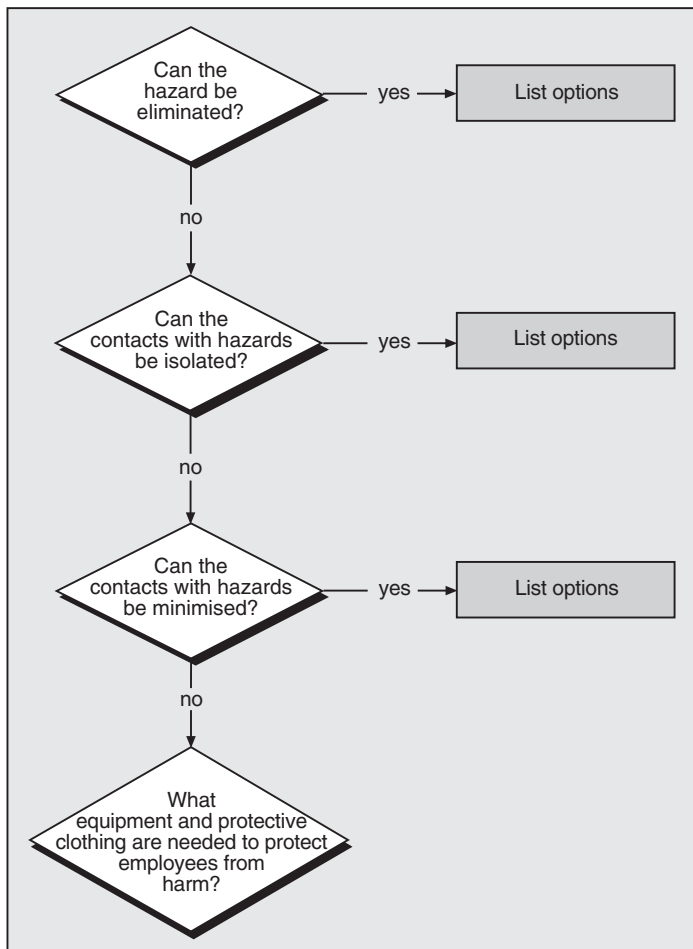 Can the
hazard be
eliminated?
yes
List options
no
Can the
contacts with hazards
be isolated?
yes
List options
no
Can the
contacts with hazards
be minimised?
yes
List options
no
What
equipment and protective
clothing are needed to protect
employees from
harm?